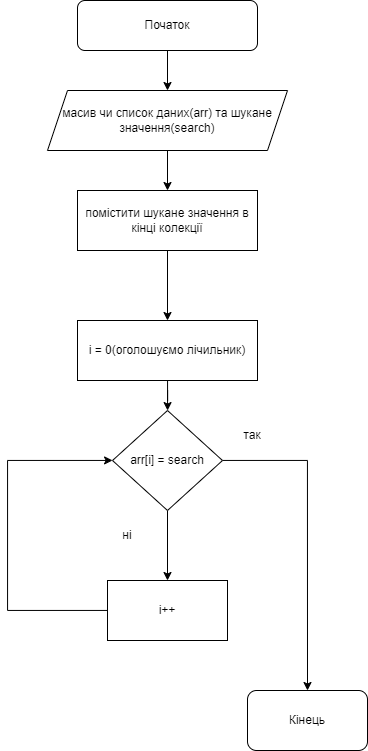 Початок
масив чи список даних(arr) та шукане
значення(search)
помістити шукане значення в
кінці колекції
i = 0(оголошуємо лічильник)
arr[i] = search
так
ні
i++
Кінець